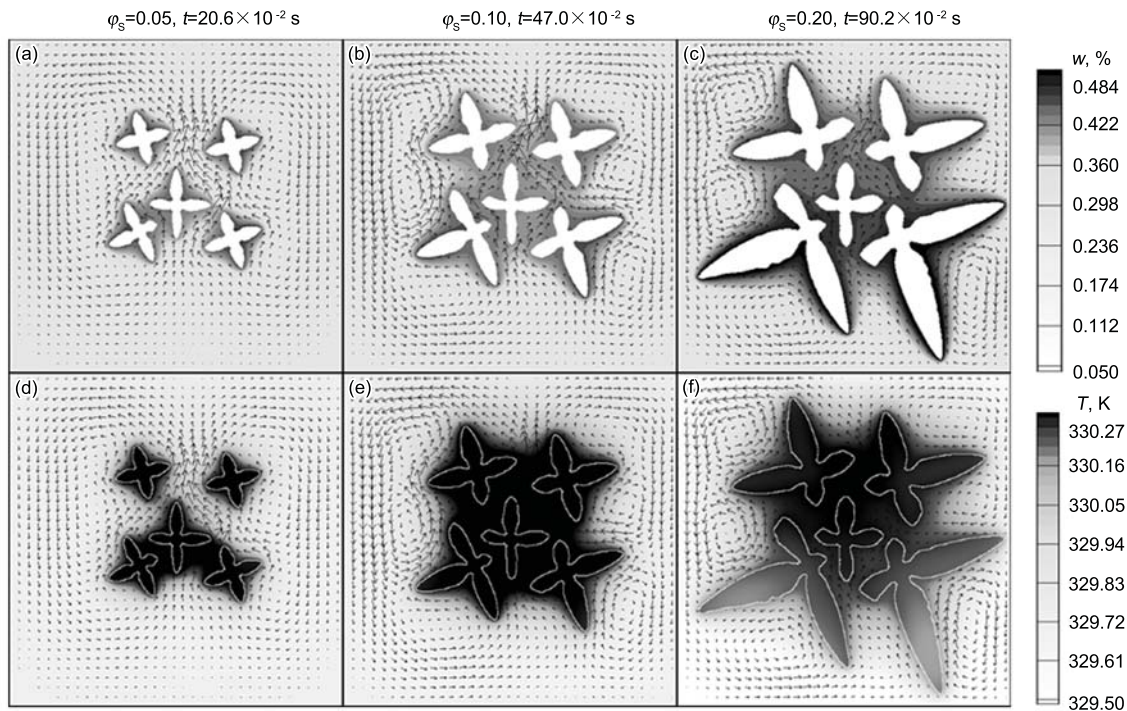 φs=0.05, t=20.6×10⁻² s
φs=0.10, t=47.0×10⁻² s
φs=0.20, t=90.2×10⁻² s
(a)
(b)
(c)
w, %
0.484
0.422
0.360
0.298
0.236
0.174
0.112
0.050
(d)
(e)
(f)
T, K
330.27
330.16
330.05
329.94
329.83
329.72
329.61
329.50